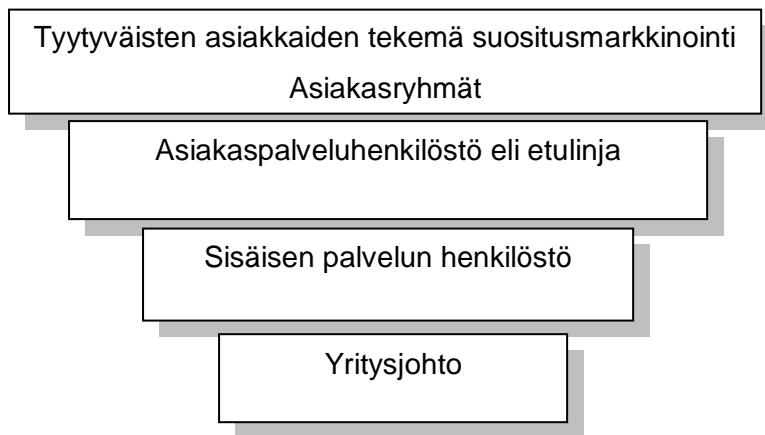 Tyytyväisten asiakkaiden tekemä suositusmarkkinointi
Asiakasryhmät
Asiakaspalveluhenkilöstö eli etulinja
Sisäisen palvelun henkilöstö
Yritysjohto